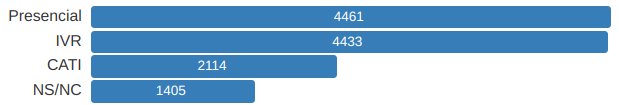 Presencial 4461
IVR 4433
CATI 2114
NS/NC 1405